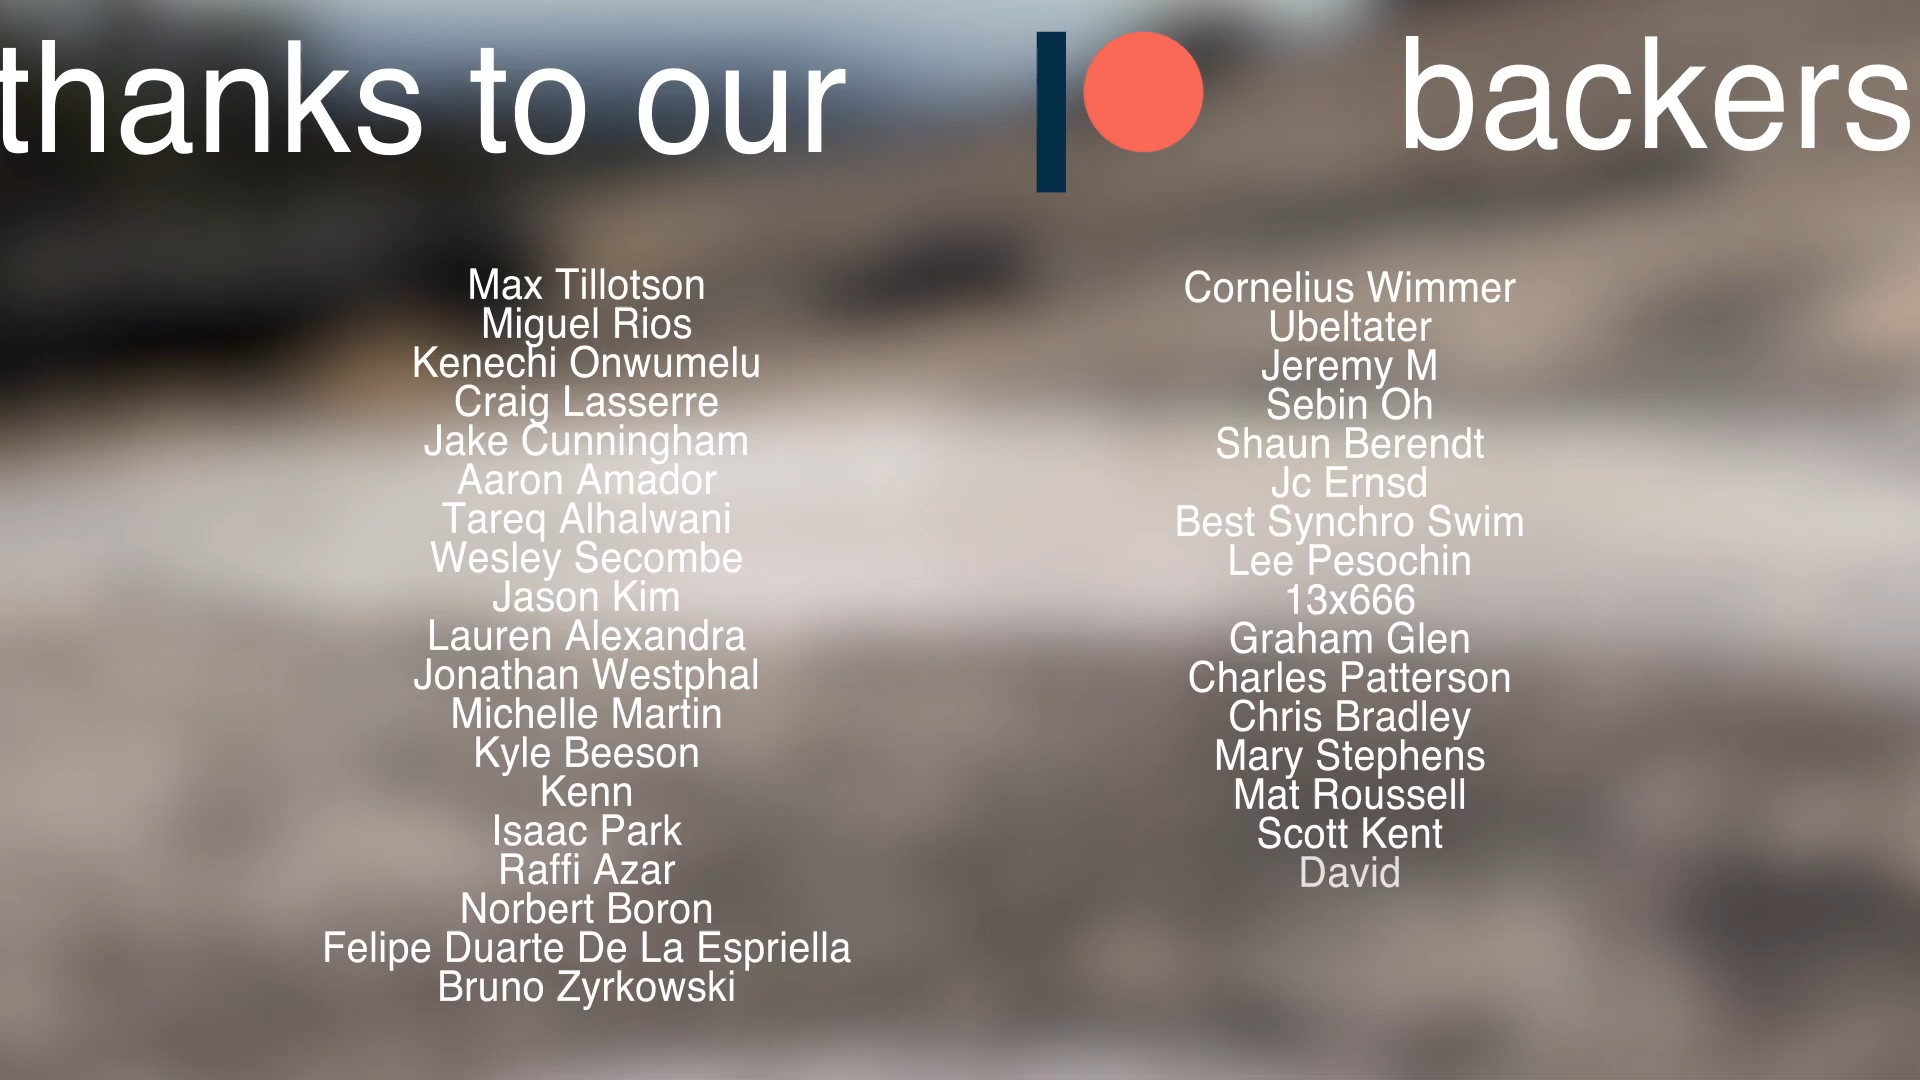 thanks to our backers
Max Tillotson
Miguel Rios
Kenechi Onwumelu
Craig Lasserre
Jake Cunningham
Aaron Amador
Tareq Alhalwani
Wesley Secombe
Jason Kim
Lauren Alexandra
Jonathan Westphal
Michelle Martin
Kyle Beeson
Kenn
Isaac Park
Raffi Azar
Norbert Boron
Felipe Duarte De La Espriella
Bruno Zyrkowski
Cornelius Wimmer
Ubeltater
Jeremy M
Sebin Oh
Shaun Berendt
Jc Ernsd
Best Synchro Swim
Lee Pesochin
13x666
Graham Glen
Charles Patterson
Chris Bradley
Mary Stephens
Mat Roussell
Scott Kent
David